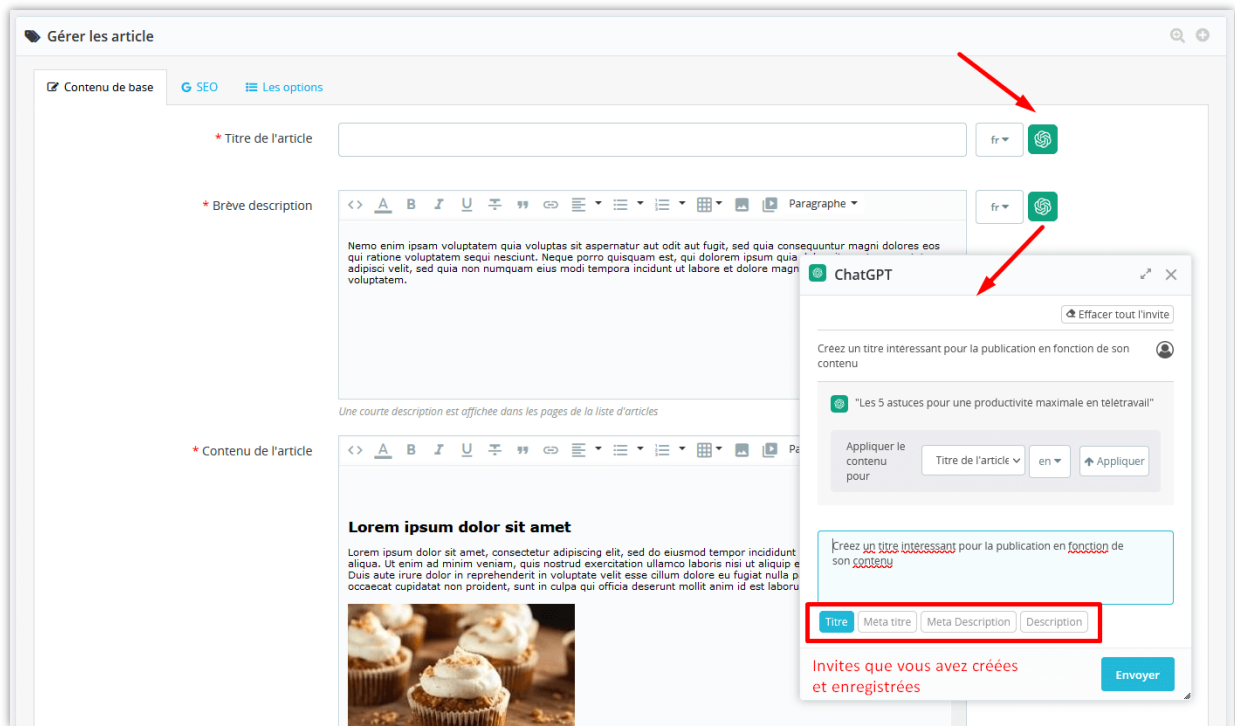 Gérer les article
Contenu de base
SEO
Les options
* Titre de l'article
fr
* Brève description
Paragraphe
fr
Nemo enim ipsam voluptatem quia voluptas sit aspernatur aut odit aut fugit, sed quia consequuntur magni dolores eos
qui ratione voluptatem sequi nesciunt. Neque porro quisquam est, qui dolorem ipsum quia
adipisci velit, sed quia non numquam eius modi tempora incidunt ut labore et dolore magn
voluptatem.
Une courte description est affichée dans les pages de la liste d'articles
ChatGPT
Effacer tout l'invite
Créez un titre intéressant pour la publication en fonction de son
contenu
"Les 5 astuces pour une productivité maximale en télétravail"
Appliquer le
contenu
pour
Titre de l'article
en
Appliquer
Créez un titre intéressant pour la publication en fonction de
son contenu
Titre
Méta titre
Meta Description
Description
Invites que vous avez créées
et enregistrées
Envoyer
* Contenu de l'article
Pa
Lorem ipsum dolor sit amet
Lorem ipsum dolor sit amet, consectetur adipiscing elit, sed do eiusmod tempor incididunt
aliqua. Ut enim ad minim veniam, quis nostrud exercitation ullamco laboris nisi ut aliquip e
Duis aute irure dolor in reprehenderit in voluptate velit esse cillum dolore eu fugiat nulla p
occaecat cupidatat non proident, sunt in culpa qui officia deserunt mollit anim id est laboru